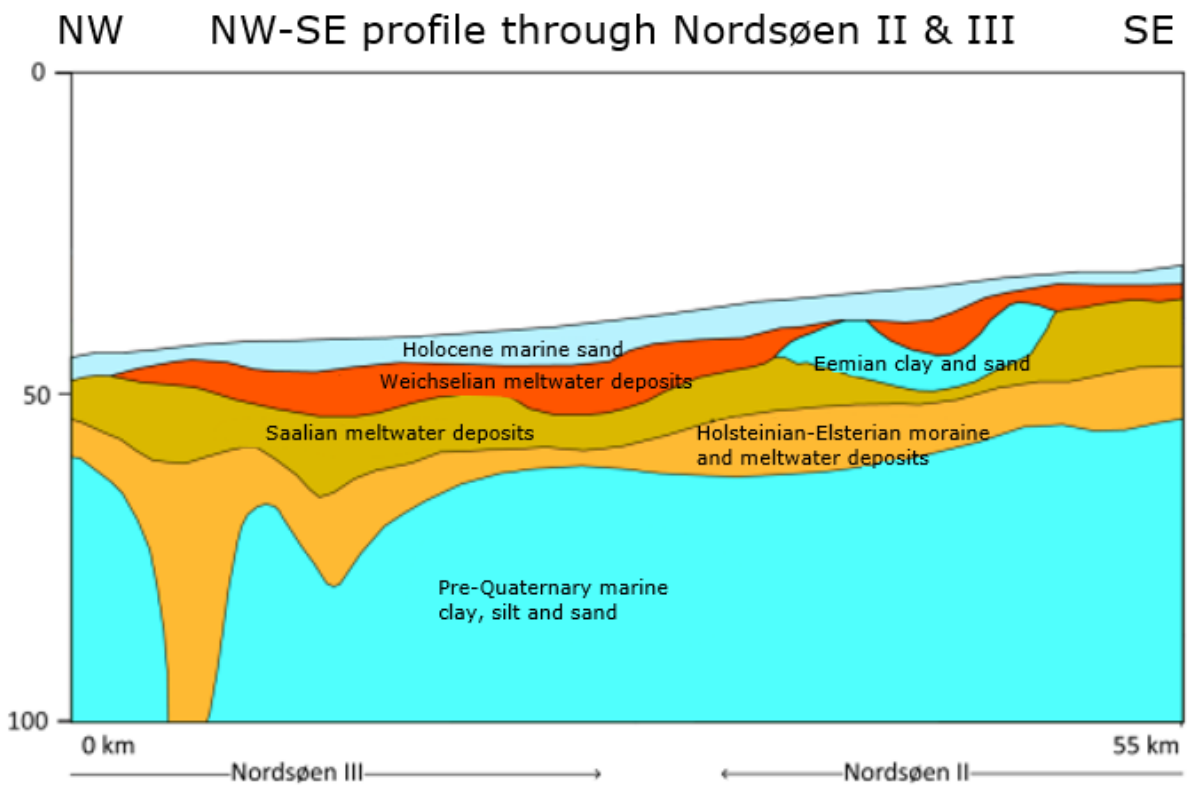 NW NW-SE profile through Nordsøen II & III SE
0
Holocene marine sand
Weichselian meltwater deposits
Eemian clay and sand
50
Saalian meltwater deposits
Holsteinian-Elsterian moraine
and meltwater deposits
Pre-Quaternary marine
clay, silt and sand
100
0 km 55 km
Nordsøen III Nordsøen II